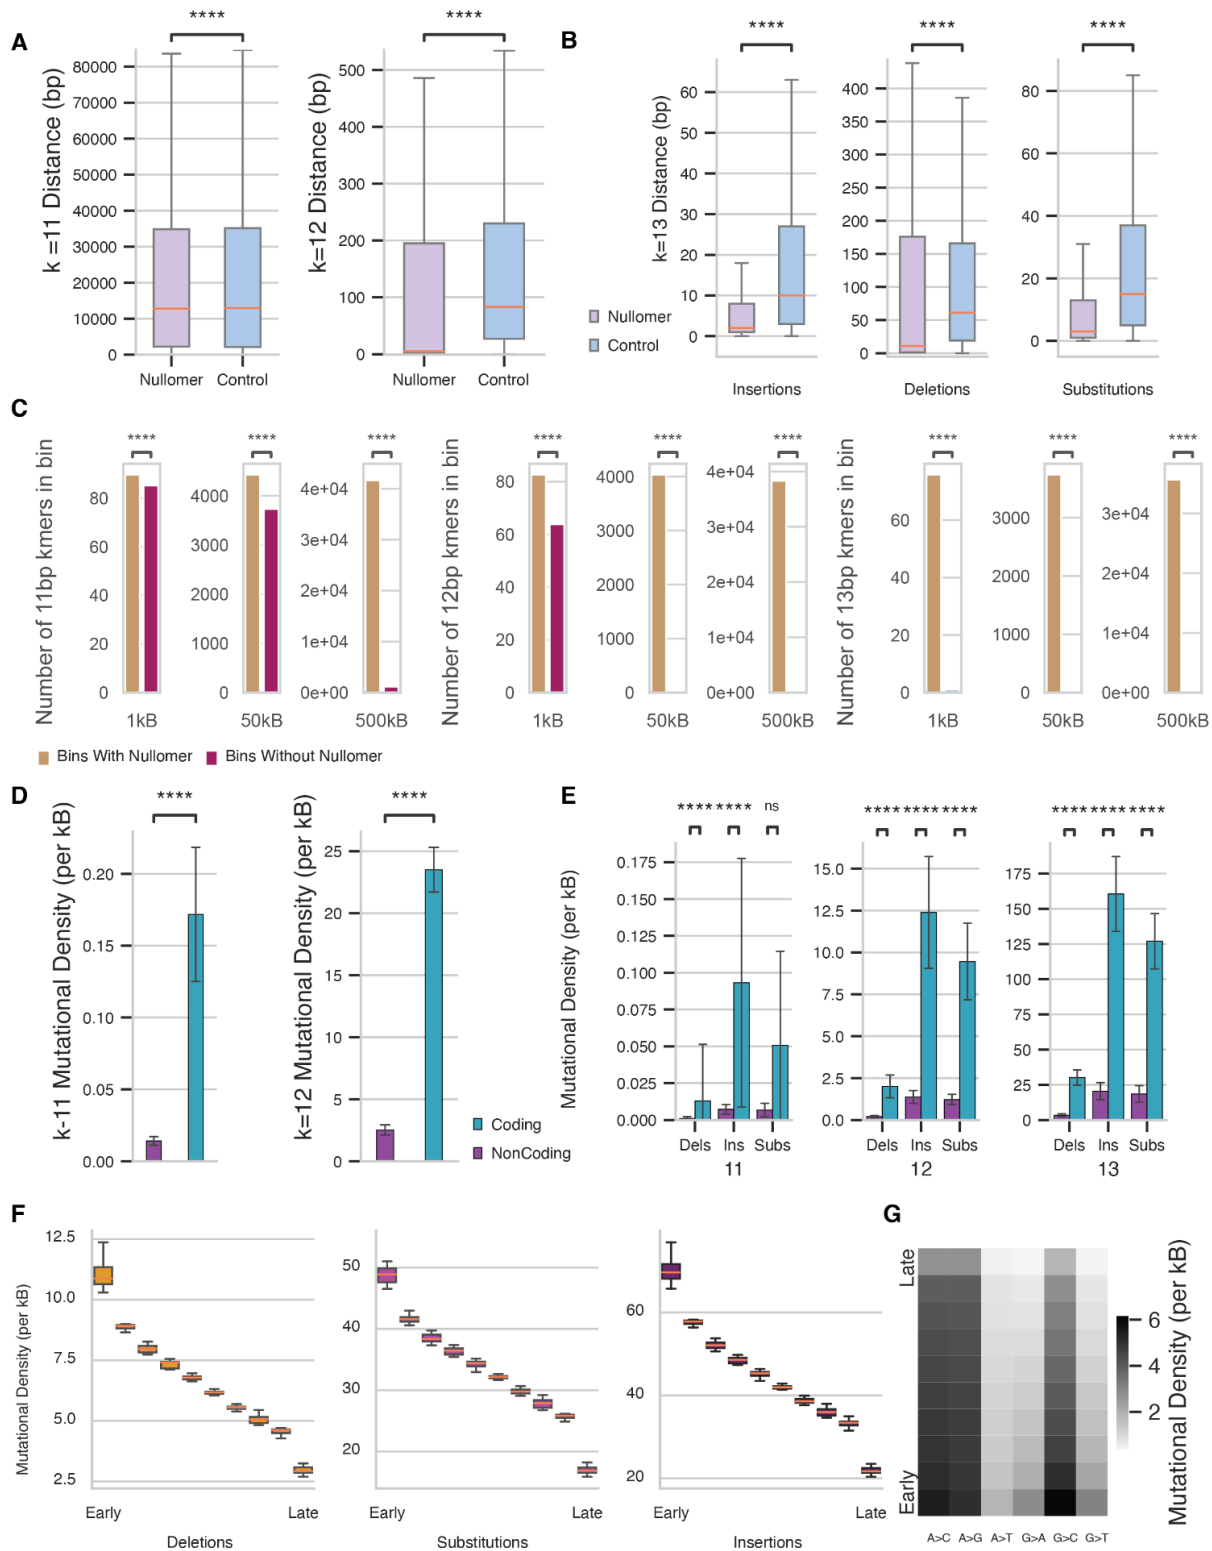 A
****
****
k =11 Distance (bp)
80000
70000
60000
50000
40000
30000
20000
10000
0
Nullomer
Control
k=12 Distance (bp)
500
400
300
200
100
0
Nullomer
Control
B
****
****
****
k=13 Distance (bp)
60
50
40
30
20
10
0
Insertions
400
350
300
250
200
150
100
50
0
Deletions
80
60
40
20
0
Substitutions
Nullomer
Control
C
Number of 11bp kmers in bin
****
80
60
40
20
0
1kB
****
4000
3000
2000
1000
0
50kB
****
4e+04
3e+04
2e+04
1e+04
0e+00
500kB
Number of 12bp kmers in bin
****
80
60
40
20
0
1kB
****
4000
3000
2000
1000
0
50kB
****
4e+04
3e+04
2e+04
1e+04
0e+00
500kB
Number of 13bp kmers in bin
****
60
40
20
0
1kB
****
3000
2000
1000
0
50kB
****
3e+04
2e+04
1e+04
0e+00
500kB
Bins With Nullomer
Bins Without Nullomer
D
****
k-11 Mutational Density (per kB)
0.20
0.15
0.10
0.05
0.00
****
k=12 Mutational Density (per kB)
25
20
25
10
5
0
Coding
NonCoding
E
**** **** ns
Mutational Density (per kB)
0.175
0.150
0.125
0.100
0.075
0.050
0.025
0.000
Dels Ins Subs
11
**** **** ****
15.0
12.5
10.0
7.5
5.0
2.5
0.0
Dels Ins Subs
12
**** **** ****
175
150
125
100
75
50
25
0
Dels Ins Subs
13
F
Mutational Density (per kB)
12.5
10.0
7.5
5.0
2.5
Early
Late
Deletions
50
40
30
20
Early
Late
Substitutions
60
40
20
Early
Late
Insertions
G
Late
Early
A>C A>G A>T G>A G>C G>T
6
4
2
Mutational Density (per kB)